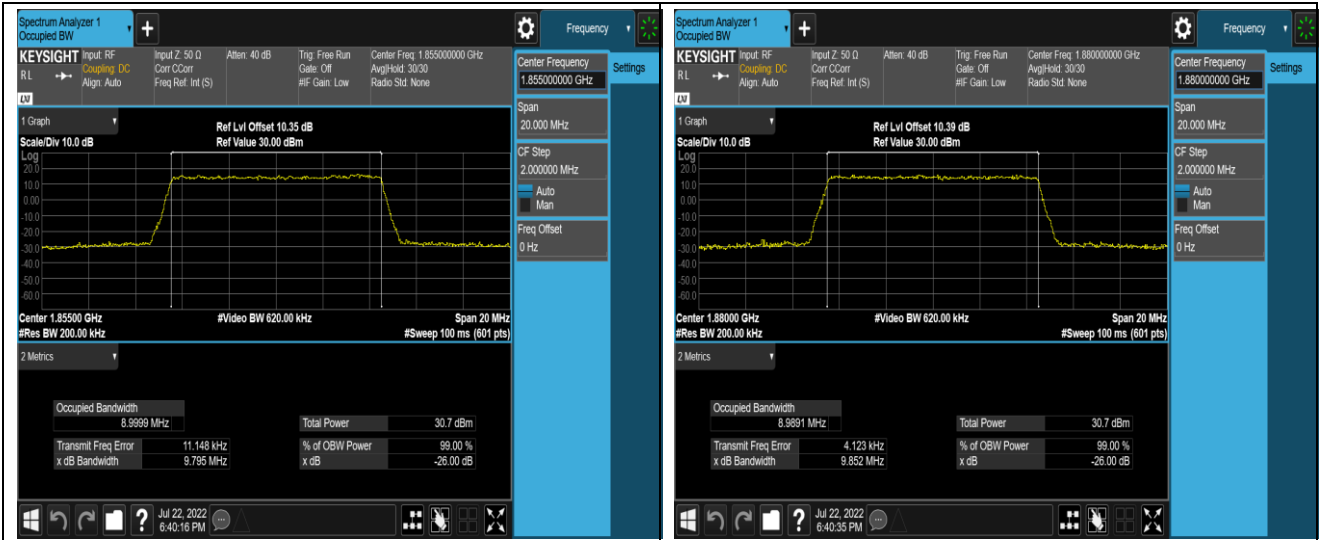 Spectrum Analyzer 1
Occupied BW
+
Frequency
KEYSIGHT
RL
LXI
Input: RF
Coupling: DC
Align: Auto
Input Z: 50 Ω
Corr CCorr
Freq Ref: Int (S)
Atten: 40 dB
Trig: Free Run
Gate: Off
#IF Gain: Low
Center Freq: 1.855000000 GHz
Avg|Hold: 30/30
Radio Std: None
Center Frequency
1.855000000 GHz
Settings
Span
20.000 MHz
CF Step
2.000000 MHz
Auto
Man
Freq Offset
0 Hz
1 Graph
Scale/Div 10.0 dB
Ref Lvl Offset 10.35 dB
Ref Value 30.00 dBm
Log
20.0
10.0
0.00
-10.0
-20.0
-30.0
-40.0
-50.0
-60.0
Center 1.85500 GHz
#Video BW 620.00 kHz
Span 20 MHz
#Res BW 200.00 kHz
#Sweep 100 ms (601 pts)
2 Metrics
Occupied Bandwidth
8.9999 MHz
Total Power 30.7 dBm
Transmit Freq Error 11.148 kHz
% of OBW Power 99.00 %
x dB Bandwidth 9.795 MHz
x dB -26.00 dB
?
Jul 22, 2022
6:40:16 PM
Spectrum Analyzer 1
Occupied BW
+
Frequency
KEYSIGHT
RL
LXI
Input: RF
Coupling: DC
Align: Auto
Input Z: 50 Ω
Corr CCorr
Freq Ref: Int (S)
Atten: 40 dB
Trig: Free Run
Gate: Off
#IF Gain: Low
Center Freq: 1.880000000 GHz
Avg|Hold: 30/30
Radio Std: None
Center Frequency
1.880000000 GHz
Settings
Span
20.000 MHz
CF Step
2.000000 MHz
Auto
Man
Freq Offset
0 Hz
1 Graph
Scale/Div 10.0 dB
Ref Lvl Offset 10.39 dB
Ref Value 30.00 dBm
Log
20.0
10.0
0.00
-10.0
-20.0
-30.0
-40.0
-50.0
-60.0
Center 1.88000 GHz
#Video BW 620.00 kHz
Span 20 MHz
#Res BW 200.00 kHz
#Sweep 100 ms (601 pts)
2 Metrics
Occupied Bandwidth
8.9891 MHz
Total Power 30.7 dBm
Transmit Freq Error 4.123 kHz
% of OBW Power 99.00 %
x dB Bandwidth 9.852 MHz
x dB -26.00 dB
?
Jul 22, 2022
6:40:35 PM